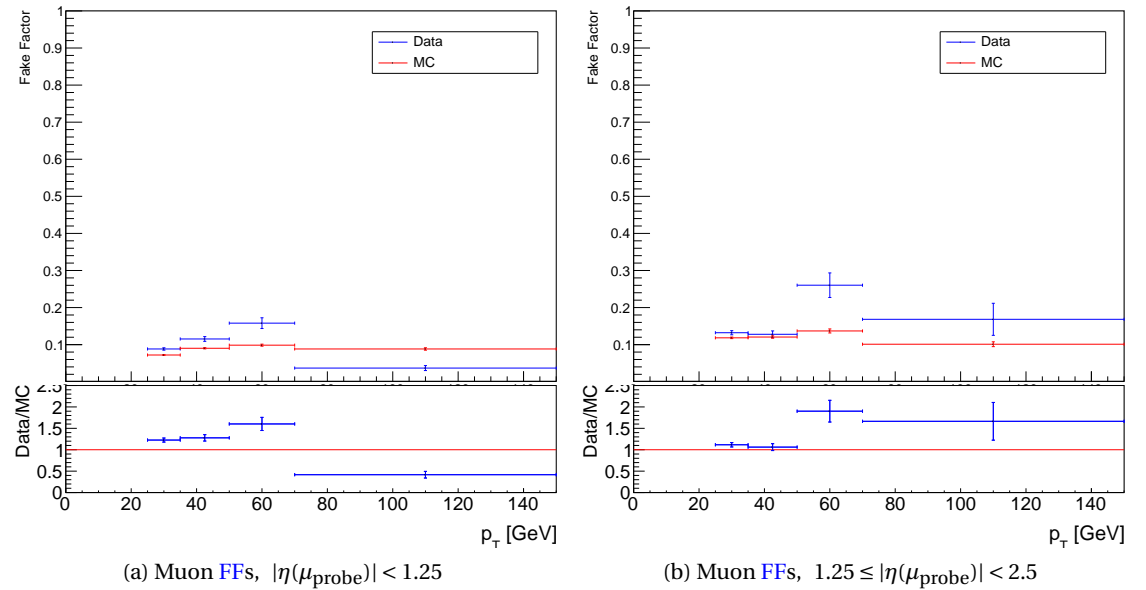 Fake Factor
1
0.9
0.8
0.7
0.6
0.5
0.4
0.3
0.2
0.1
Data
MC
Data/MC
2.5
2
1.5
1
0.5
0
0 20 40 60 80 100 120 140
p_T [GeV]
(a) Muon FFs, |η(μ_probe)| < 1.25
Fake Factor
1
0.9
0.8
0.7
0.6
0.5
0.4
0.3
0.2
0.1
Data
MC
Data/MC
2.5
2
1.5
1
0.5
0
0 20 40 60 80 100 120 140
p_T [GeV]
(b) Muon FFs, 1.25 ≤ |η(μ_probe)| < 2.5